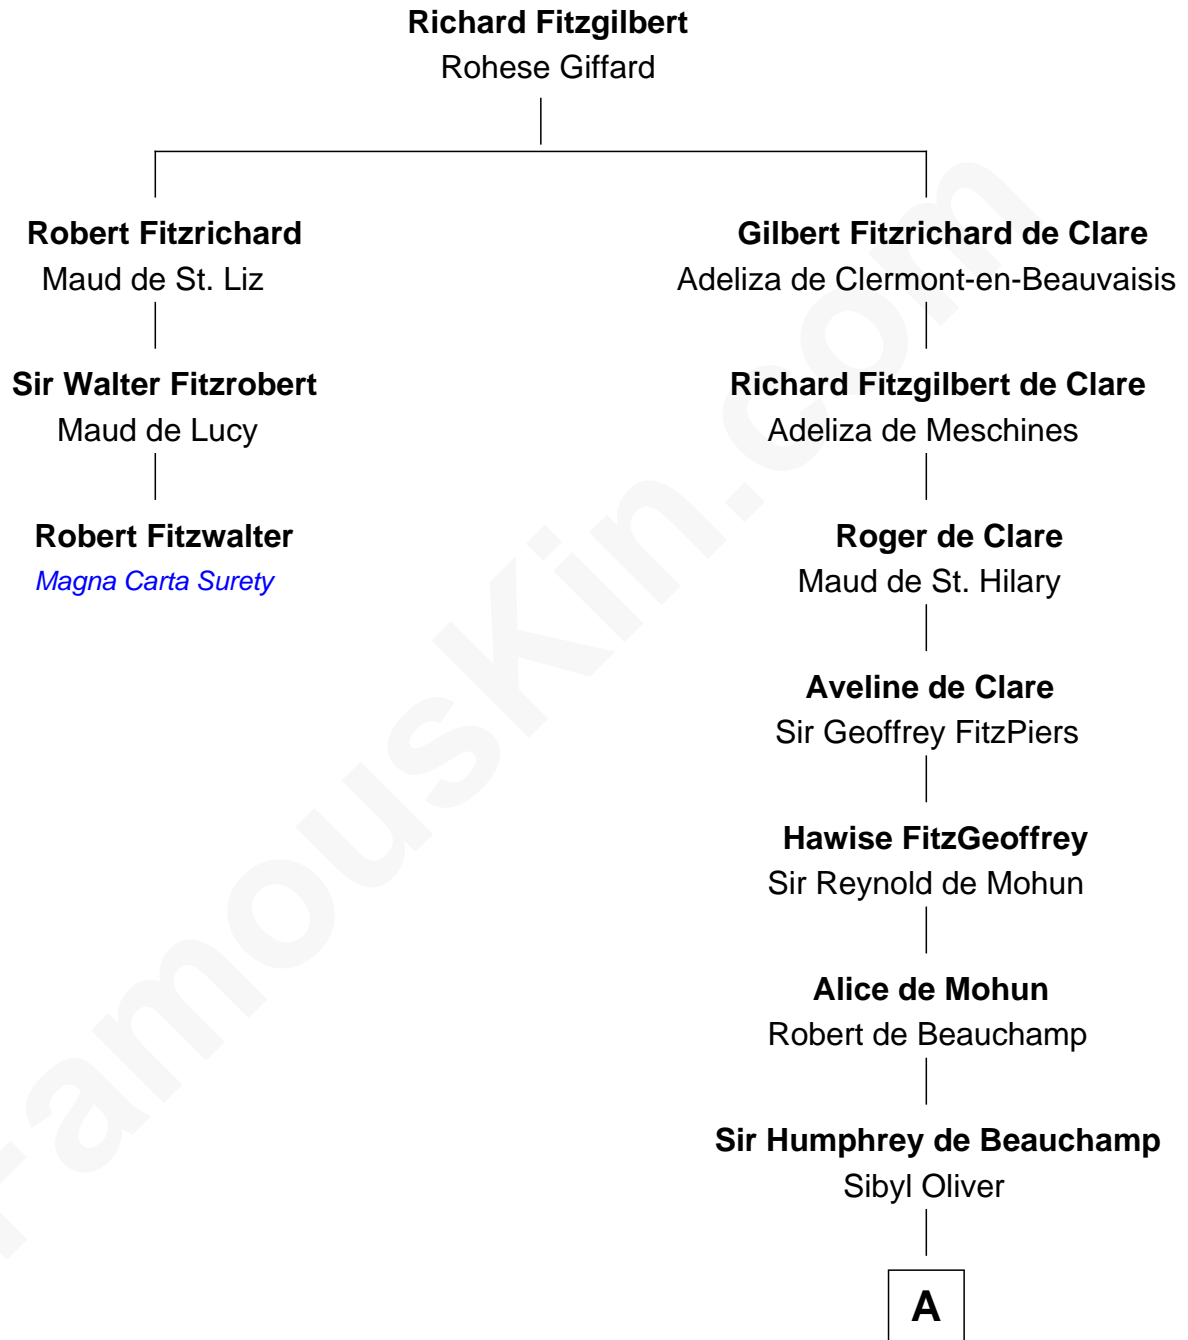 Richard Fitzgilbert
Rohese Giffard
Robert Fitzrichard
Maud de St. Liz
Gilbert Fitzrichard de Clare
Adeliza de Clermont-en-Beauvaisis
Sir Walter Fitzrobert
Maud de Lucy
Richard Fitzgilbert de Clare
Adeliza de Meschines
Robert Fitzwalter
Magna Carta Surety
Roger de Clare
Maud de St. Hilary
Aveline de Clare
Sir Geoffrey FitzPiers
Hawise FitzGeoffrey
Sir Reynold de Mohun
Alice de Mohun
Robert de Beauchamp
Sir Humphrey de Beauchamp
Sibyl Oliver
A
FamousKin.com